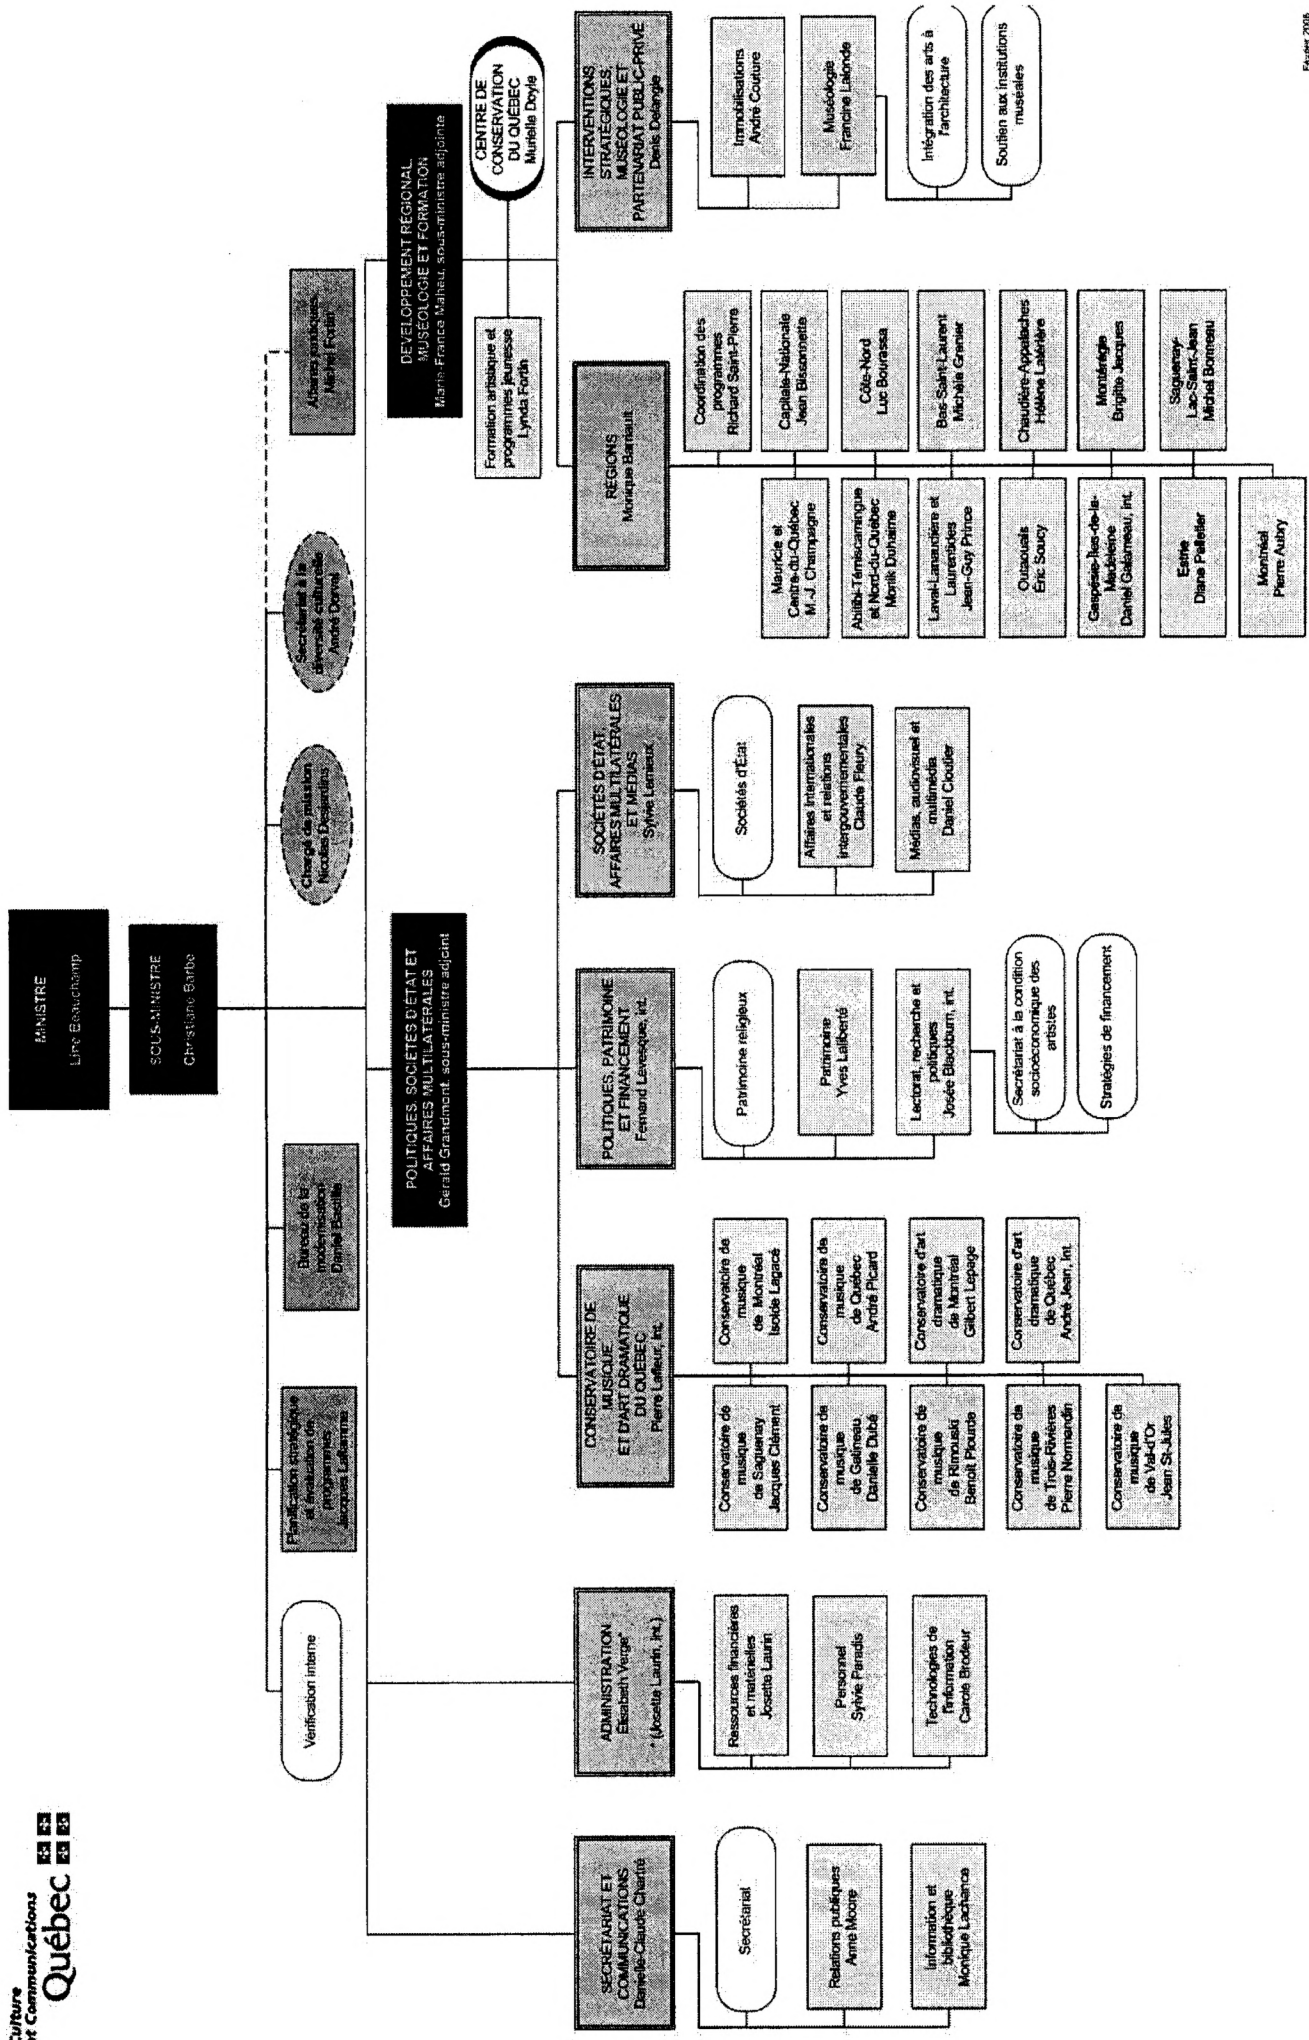 Culture
et Communications
Québec
MINISTRE
Line Beauchamp
SOUS-MINISTRE
Christiane Barbe
Vérification interne
Planification stratégique
et évaluation de
programmes
Jacques Laflamme
Bureau de la
modernisation
Daniel Bastille
Chargé de mission
Nicolas Desjardins
Secrétariat à la
diversité culturelle
André Dorval
Affaires juridiques
Michel Fortin
POLITIQUES, SOCIÉTÉS D'ÉTAT ET
AFFAIRES MULTILATÉRALES
Gérald Grandmont, sous-ministre adjoint
DÉVELOPPEMENT RÉGIONAL,
MUSÉOLOGIE ET FORMATION
Marie-France Maheu, sous-ministre adjointe
Formation artistique et
programmes jeunesse
Lynda Fortin
CENTRE DE
CONSERVATION
DU QUÉBEC
Murielle Doyle
SECRÉTARIAT ET
COMMUNICATIONS
Danielle-Claude Chartré
Secrétariat
Relations publiques
Anne Moore
Information et
bibliothèque
Monique Lachance
ADMINISTRATION
Élisabeth Verge*
* (Josette Laurin, int.)
Ressources financières
et matérielles
Josette Laurin
Personnel
Sylvie Paradis
Technologies de
l'information
Carole Brodeur
CONSERVATOIRE DE
MUSIQUE
ET D'ART DRAMATIQUE
DU QUÉBEC
Pierre Lafleur, int.
Conservatoire de
musique
de Saguenay
Jacques Clément
Conservatoire de
musique
de Montréal
Isolde Lagacé
Conservatoire de
musique
de Gatineau
Danielle Dubé
Conservatoire de
musique
de Québec
André Picard
Conservatoire de
musique
de Rimouski
Benoit Plourde
Conservatoire d'art
dramatique
de Montréal
Gilbert Lepage
Conservatoire de
musique
de Trois-Rivières
Pierre Normandin
Conservatoire d'art
dramatique
de Québec
André Jean, int.
Conservatoire de
musique
de Val-d'Or
Jean St-Jules
POLITIQUES, PATRIMOINE
ET FINANCEMENT
Fernand Lévesque, int.
Patrimoine religieux
Patrimoine
Yves Laliberté
Lectorat, recherche et
politiques
Josée Blackburn, int.
Secrétariat à la condition
socioéconomique des
artistes
Stratégies de financement
SOCIÉTÉS D'ÉTAT,
AFFAIRES MULTILATÉRALES
ET MÉDIAS
Sylvie Lemieux
Sociétés d'État
Affaires internationales
et relations
intergouvernementales
Claude Fleury
Médias, audiovisuel et
multimédia
Daniel Cloutier
RÉGIONS
Monique Barriault
Coordination des
programmes
Richard Saint-Pierre
Mauricie et
Centre-du-Québec
M.-J. Champagne
Capitale-Nationale
Jean Bissonnette
Abitibi-Témiscamingue
et Nord-du-Québec
Monik Duhaime
Côte-Nord
Luc Bourassa
Laval-Lanaudière et
Laurentides
Jean-Guy Prince
Bas-Saint-Laurent
Michèle Grenier
Outaouais
Éric Soucy
Chaudière-Appalaches
Hélène Latérière
Gaspésie-Îles-de-la-
Madeleine
Daniel Galarneau, int.
Montérégie
Brigitte Jacques
Estrie
Diane Pelletier
Saguenay-
Lac-Saint-Jean
Michel Bonneau
Montréal
Pierre Aubry
INTERVENTIONS
STRATÉGIQUES,
MUSÉOLOGIE ET
PARTENARIAT PUBLIC-PRIVÉ
Denis Delangie
Immobilisations
André Couture
Muséologie
Francine Lalonde
Intégration des arts à
l'architecture
Soutien aux institutions
muséales
Février 2006